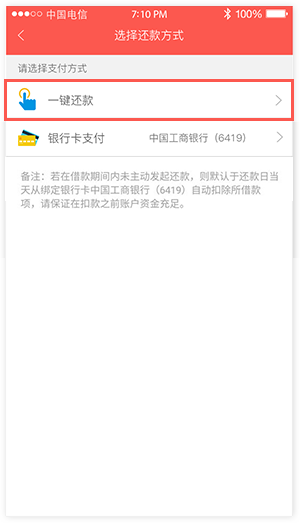 中国电信 7:10 PM 100%
选择还款方式
请选择支付方式
一键还款
银行卡支付 中国工商银行（6419）
备注：若在借款期间内未主动发起还款，则默认于还款日当
天从绑定银行卡中国工商银行（6419）自动扣除所借款
项，请保证在扣款之前账户资金充足。